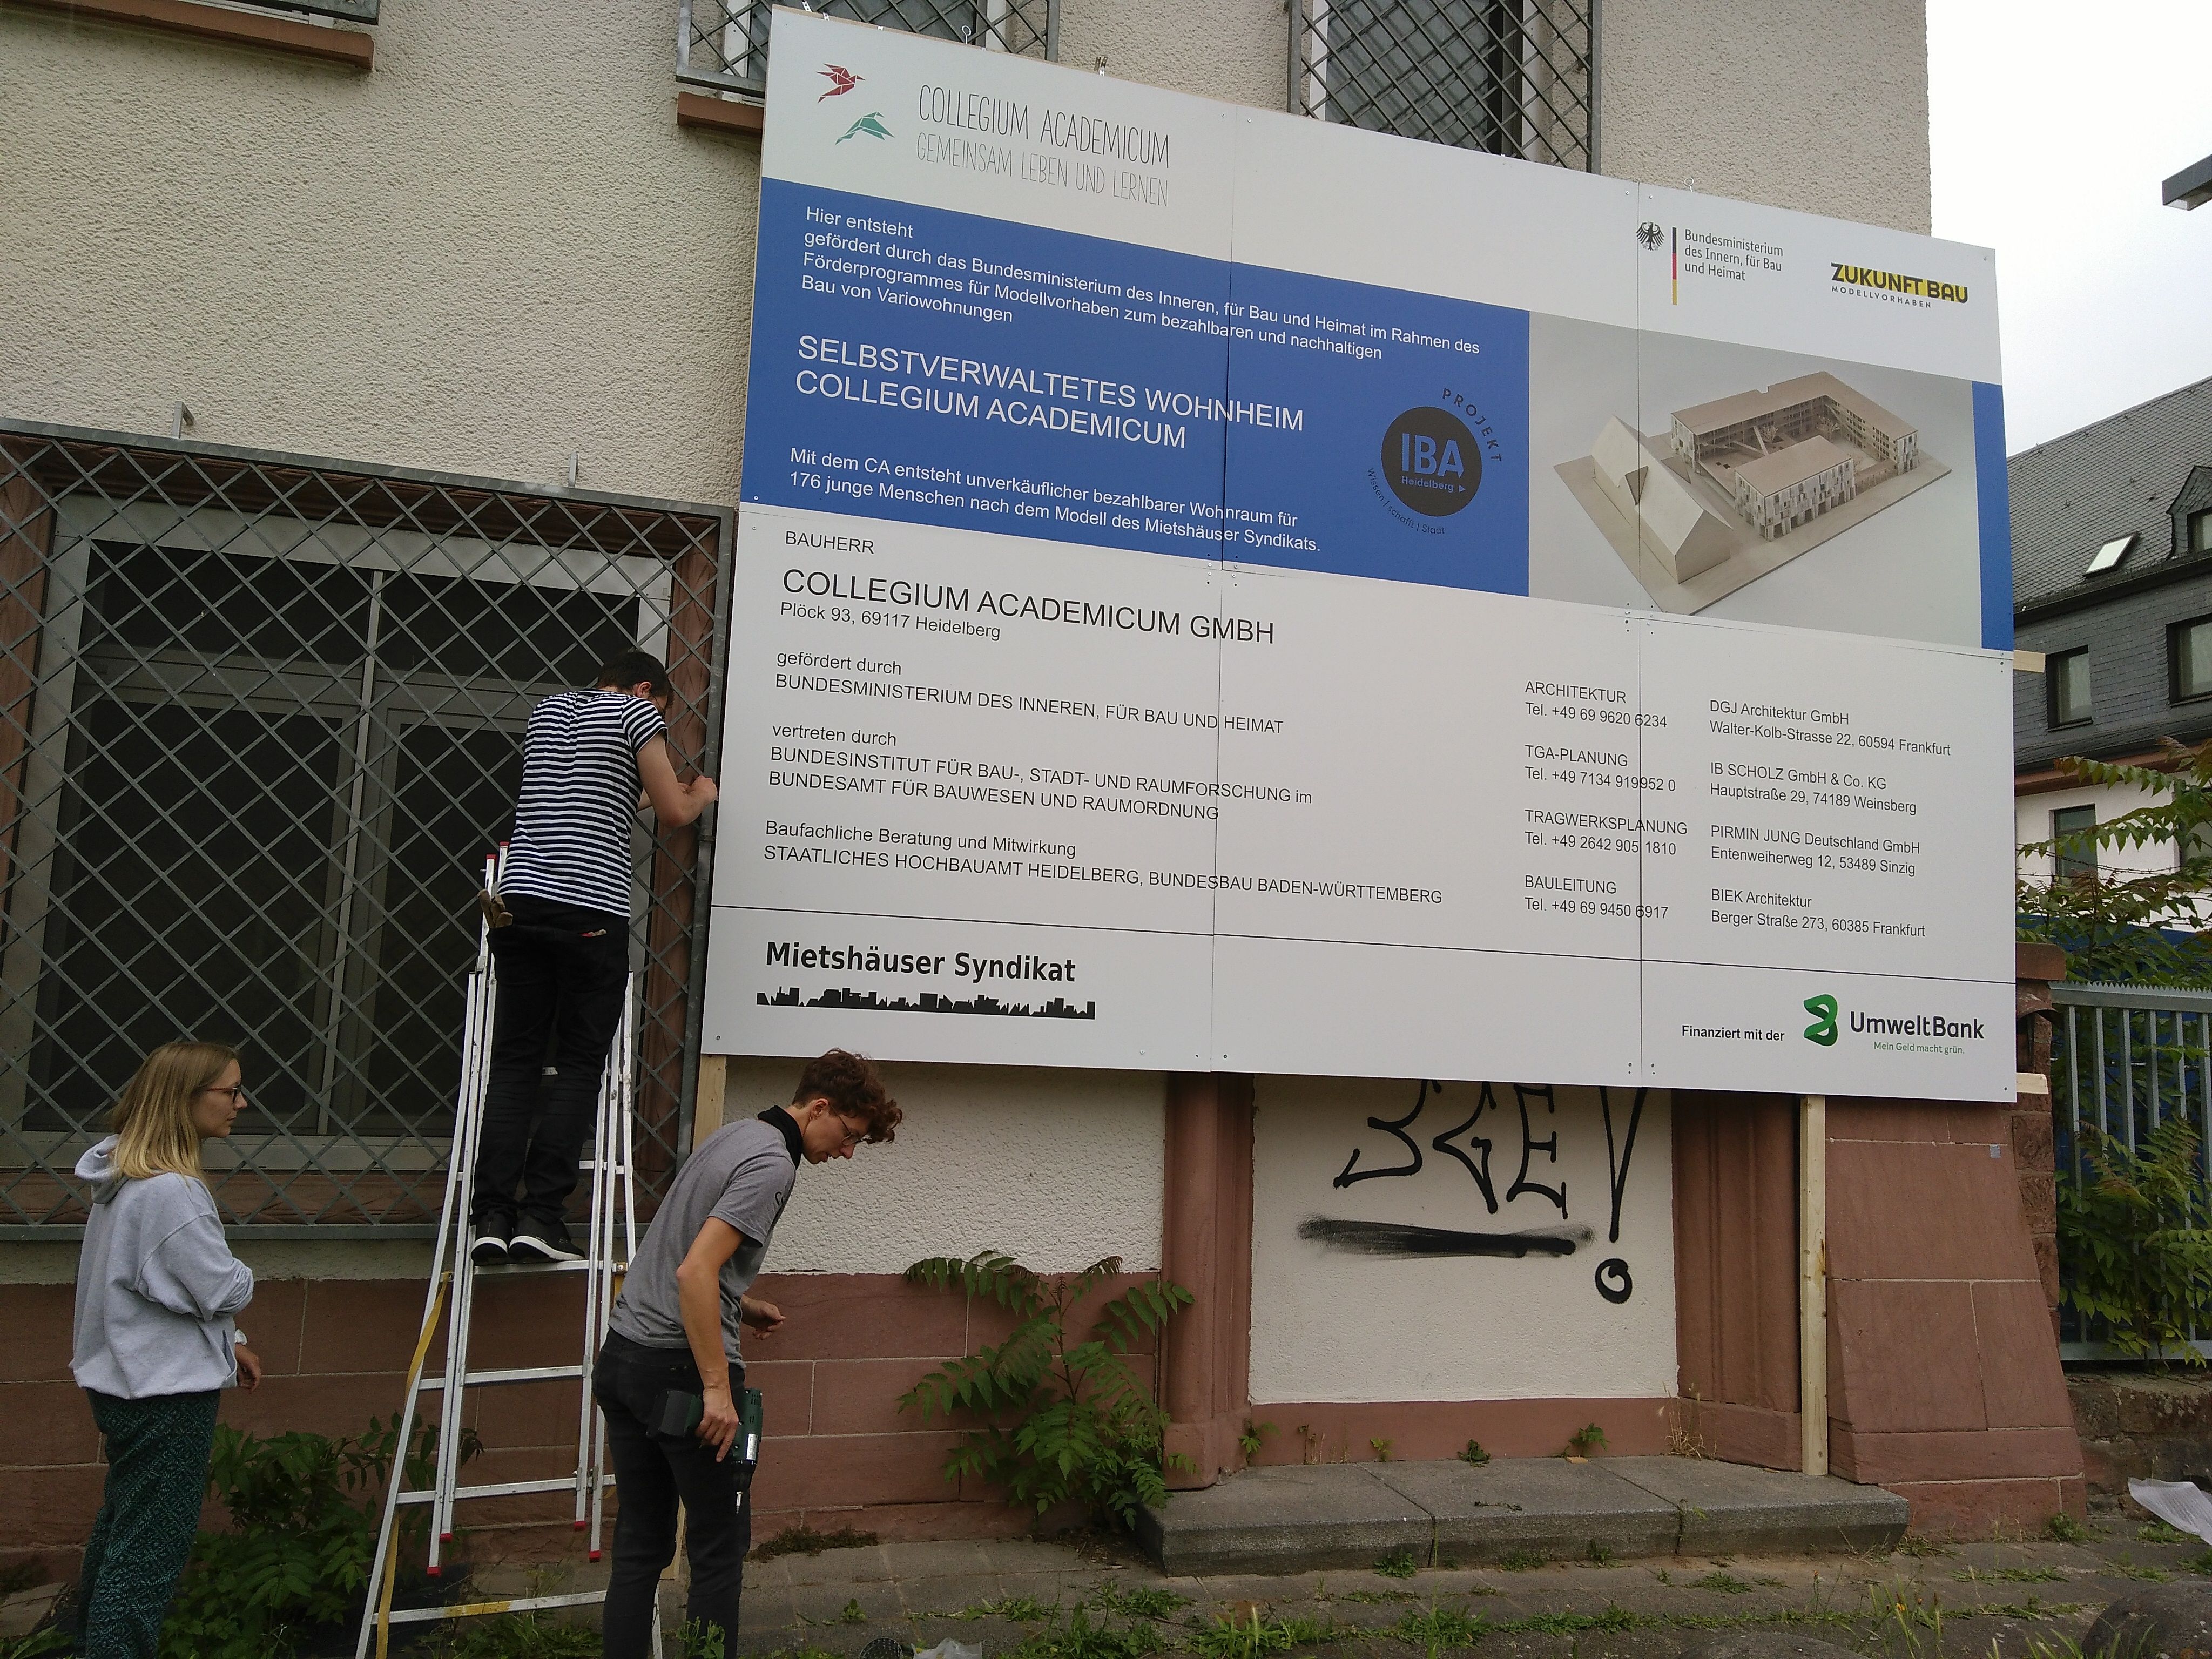 COLLEGIUM ACADEMICUM
GEMEINSAM LEBEN UND LERNEN
Bundesministerium
des Innern, für Bau
und Heimat
ZUKUNFT BAU
MODELLVORHABEN
Hier entsteht
gefördert durch das Bundesministerium des Inneren, für Bau und Heimat im Rahmen des
Förderprogrammes für Modellvorhaben zum bezahlbaren und nachhaltigen
Bau von Variowohnungen
SELBSTVERWALTETES WOHNHEIM
COLLEGIUM ACADEMICUM
Mit dem CA entsteht unverkäuflicher bezahlbarer Wohnraum für
176 junge Menschen nach dem Modell des Mietshäuser Syndikats.
PROJEKT
IBA
Heidelberg
Wissen | schafft | Stadt
BAUHERR
COLLEGIUM ACADEMICUM GMBH
Plöck 93, 69117 Heidelberg
gefördert durch
BUNDESMINISTERIUM DES INNEREN, FÜR BAU UND HEIMAT
vertreten durch
BUNDESINSTITUT FÜR BAU-, STADT- UND RAUMFORSCHUNG im
BUNDESAMT FÜR BAUWESEN UND RAUMORDNUNG
Baufachliche Beratung und Mitwirkung
STAATLICHES HOCHBAUAMT HEIDELBERG, BUNDESBAU BADEN-WÜRTTEMBERG
ARCHITEKTUR
Tel. +49 69 9620 6234
DGJ Architektur GmbH
Walter-Kolb-Strasse 22, 60594 Frankfurt
TGA-PLANUNG
Tel. +49 7134 919952 0
IB SCHOLZ GmbH & Co. KG
Hauptstraße 29, 74189 Weinsberg
TRAGWERKSPLANUNG
Tel. +49 2642 905 1810
PIRMIN JUNG Deutschland GmbH
Entenweiherweg 12, 53489 Sinzig
BAULEITUNG
Tel. +49 69 9450 6917
BIEK Architektur
Berger Straße 273, 60385 Frankfurt
Mietshäuser Syndikat
Finanziert mit der
UmweltBank
Mein Geld macht grün.
SGE!